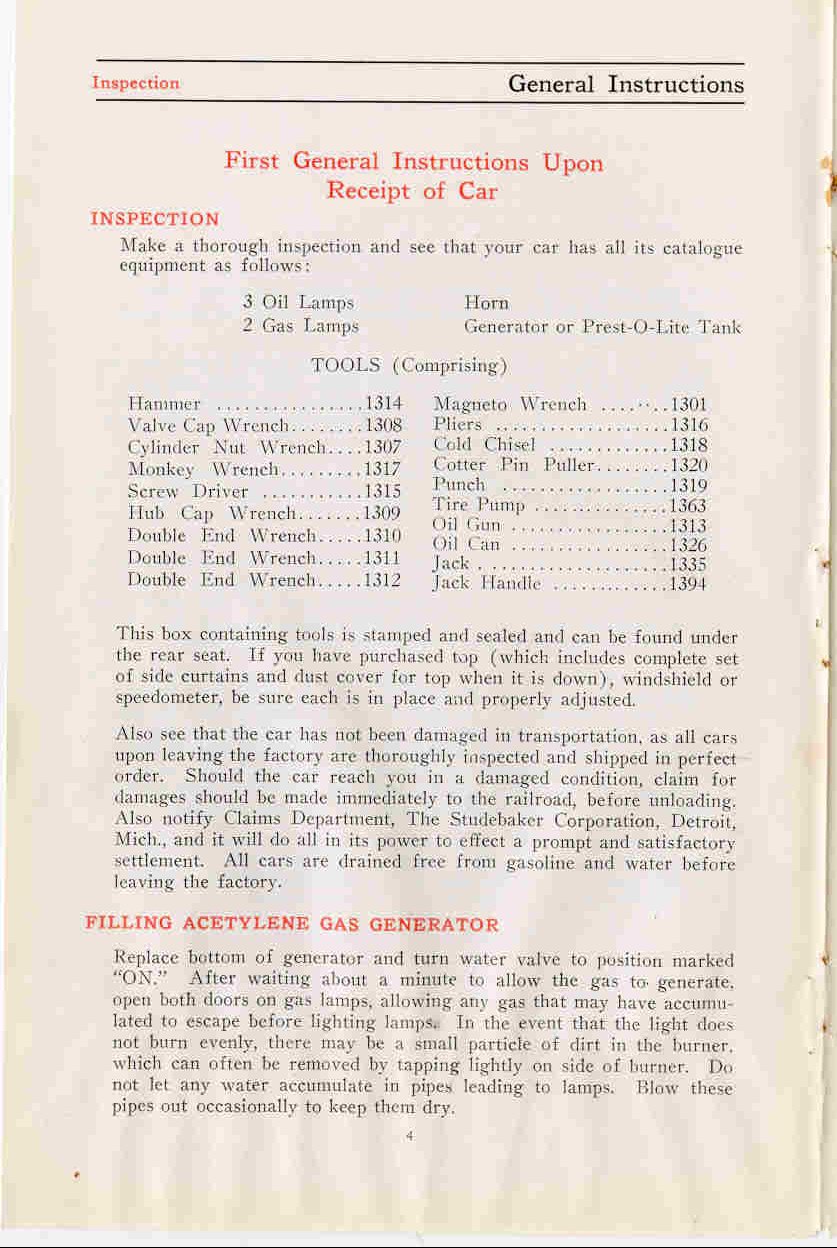 Inspection General Instructions
First General Instructions Upon
Receipt of Car
INSPECTION
Make a thorough inspection and see that your car has all its catalogue
equipment as follows:
3 Oil Lamps Horn
2 Gas Lamps Generator or Prest-O-Lite Tank
TOOLS (Comprising)
Hammer ................1314
Valve Cap Wrench........1308
Cylinder Nut Wrench....1307
Monkey Wrench.........1317
Screw Driver ...........1315
Hub Cap Wrench.......1309
Double End Wrench.....1310
Double End Wrench.....1311
Double End Wrench.....1312
Magneto Wrench ........1301
Pliers ...................1316
Cold Chisel .............1318
Cotter Pin Puller........1320
Punch ..................1319
Tire Pump ..............1363
Oil Gun .................1313
Oil Can .................1326
Jack.....................1335
Jack Handle .............1394
This box containing tools is stamped and sealed and can be found under
the rear seat. If you have purchased top (which includes complete set
of side curtains and dust cover for top when it is down), windshield or
speedometer, be sure each is in place and properly adjusted.
Also see that the car has not been damaged in transportation, as all cars
upon leaving the factory are thoroughly inspected and shipped in perfect
order. Should the car reach you in a damaged condition, claim for
damages should be made immediately to the railroad, before unloading.
Also notify Claims Department, The Studebaker Corporation, Detroit,
Mich., and it will do all in its power to effect a prompt and satisfactory
settlement. All cars are drained free from gasoline and water before
leaving the factory.
FILLING ACETYLENE GAS GENERATOR
Replace bottom of generator and turn water valve to position marked
"ON." After waiting about a minute to allow the gas to generate,
open both doors on gas lamps, allowing any gas that may have accumu-
lated to escape before lighting lamps. In the event that the light does
not burn evenly, there may be a small particle of dirt in the burner,
which can often be removed by tapping lightly on side of burner. Do
not let any water accumulate in pipes leading to lamps. Blow these
pipes out occasionally to keep them dry.
4